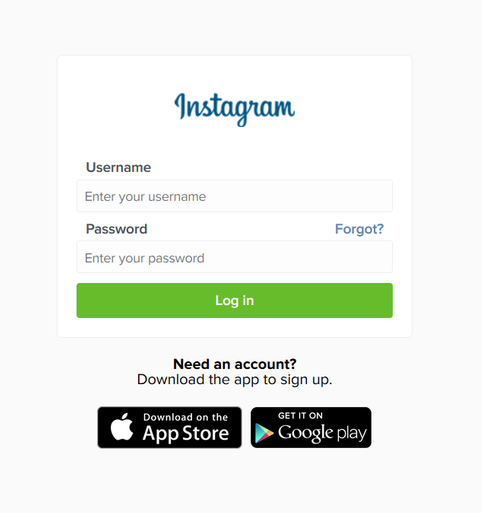 Instagram
Username
Enter your username
Password Forgot?
Enter your password
Log in
Need an account?
Download the app to sign up.
Download on the
App Store
GET IT ON
Google play